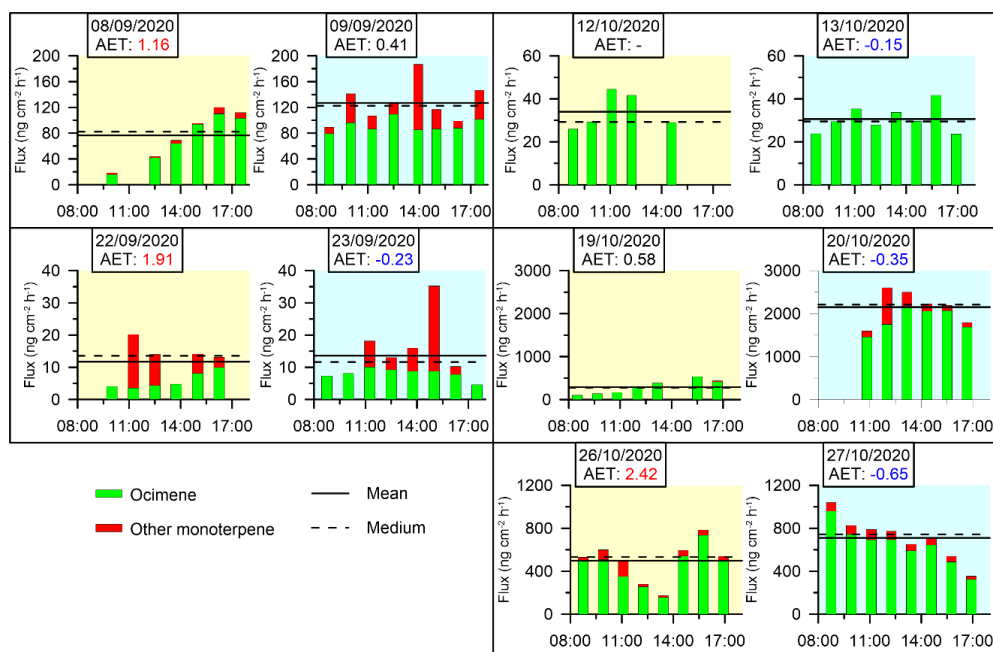 08/09/2020
AET: 1.16
09/09/2020
AET: 0.41
12/10/2020
AET: -
13/10/2020
AET: -0.15
Flux (ng cm⁻² h⁻¹)
200
160
120
80
40
0
08:00 11:00 14:00 17:00
Flux (ng cm⁻² h⁻¹)
200
160
120
80
40
0
08:00 11:00 14:00 17:00
Flux (ng cm⁻² h⁻¹)
60
40
20
0
08:00 11:00 14:00 17:00
Flux (ng cm⁻² h⁻¹)
60
40
20
0
08:00 11:00 14:00 17:00
22/09/2020
AET: 1.91
23/09/2020
AET: -0.23
19/10/2020
AET: 0.58
20/10/2020
AET: -0.35
Flux (ng cm⁻² h⁻¹)
40
30
20
10
0
08:00 11:00 14:00 17:00
Flux (ng cm⁻² h⁻¹)
40
30
20
10
0
08:00 11:00 14:00 17:00
Flux (ng cm⁻² h⁻¹)
3000
2000
1000
0
08:00 11:00 14:00 17:00
Flux (ng cm⁻² h⁻¹)
3000
2000
1000
0
08:00 11:00 14:00 17:00
Ocimene
Mean
Other monoterpene
Medium
26/10/2020
AET: 2.42
27/10/2020
AET: -0.65
Flux (ng cm⁻² h⁻¹)
1200
800
400
0
08:00 11:00 14:00 17:00
Flux (ng cm⁻² h⁻¹)
1200
800
400
0
08:00 11:00 14:00 17:00